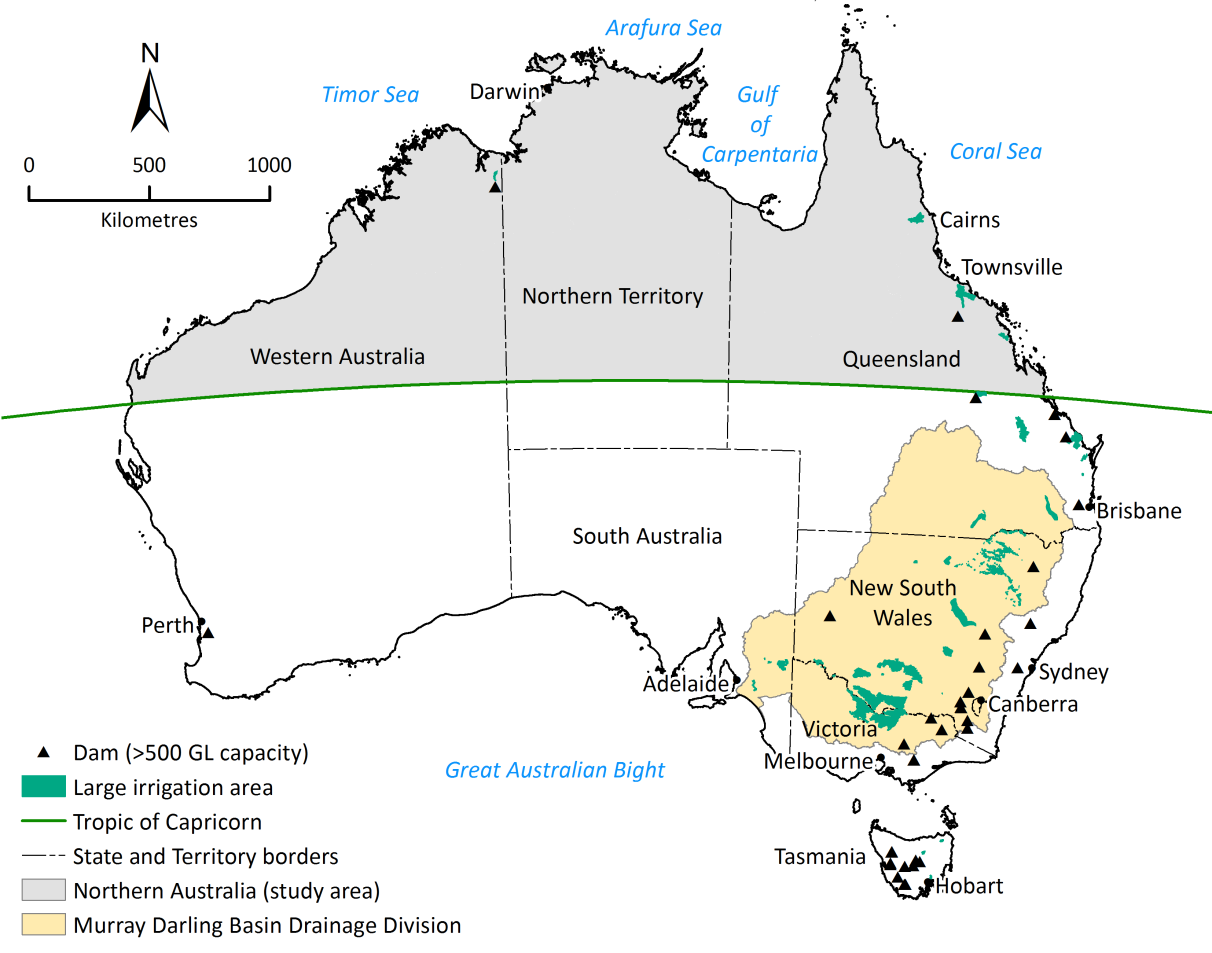 Arafura Sea
N
Timor Sea
Darwin
Gulf
of
Carpentaria
Coral Sea
0 500 1000
Kilometres
Cairns
Townsville
Northern Territory
Western Australia
Queensland
Brisbane
South Australia
New South
Wales
Perth
Sydney
Adelaide
Canberra
Victoria
Melbourne
Great Australian Bight
Tasmania
Hobart
Dam (>500 GL capacity)
Large irrigation area
Tropic of Capricorn
State and Territory borders
Northern Australia (study area)
Murray Darling Basin Drainage Division